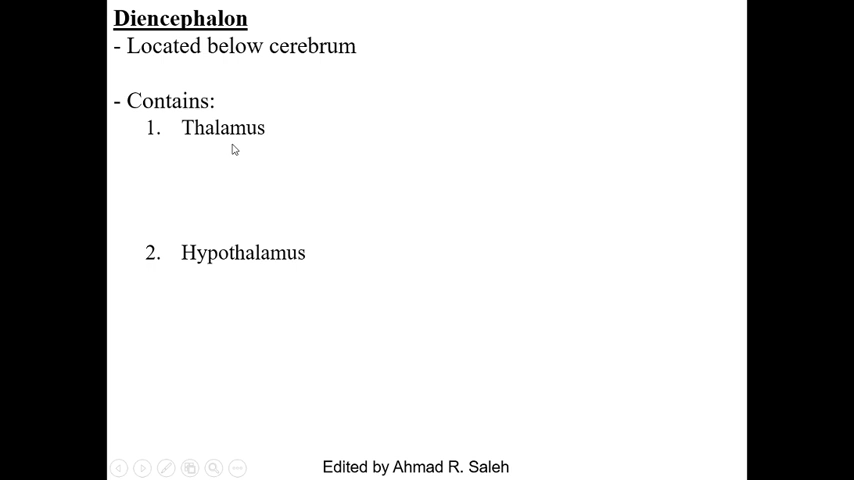 Diencephalon
- Located below cerebrum
- Contains:
1. Thalamus
2. Hypothalamus
Edited by Ahmad R. Saleh